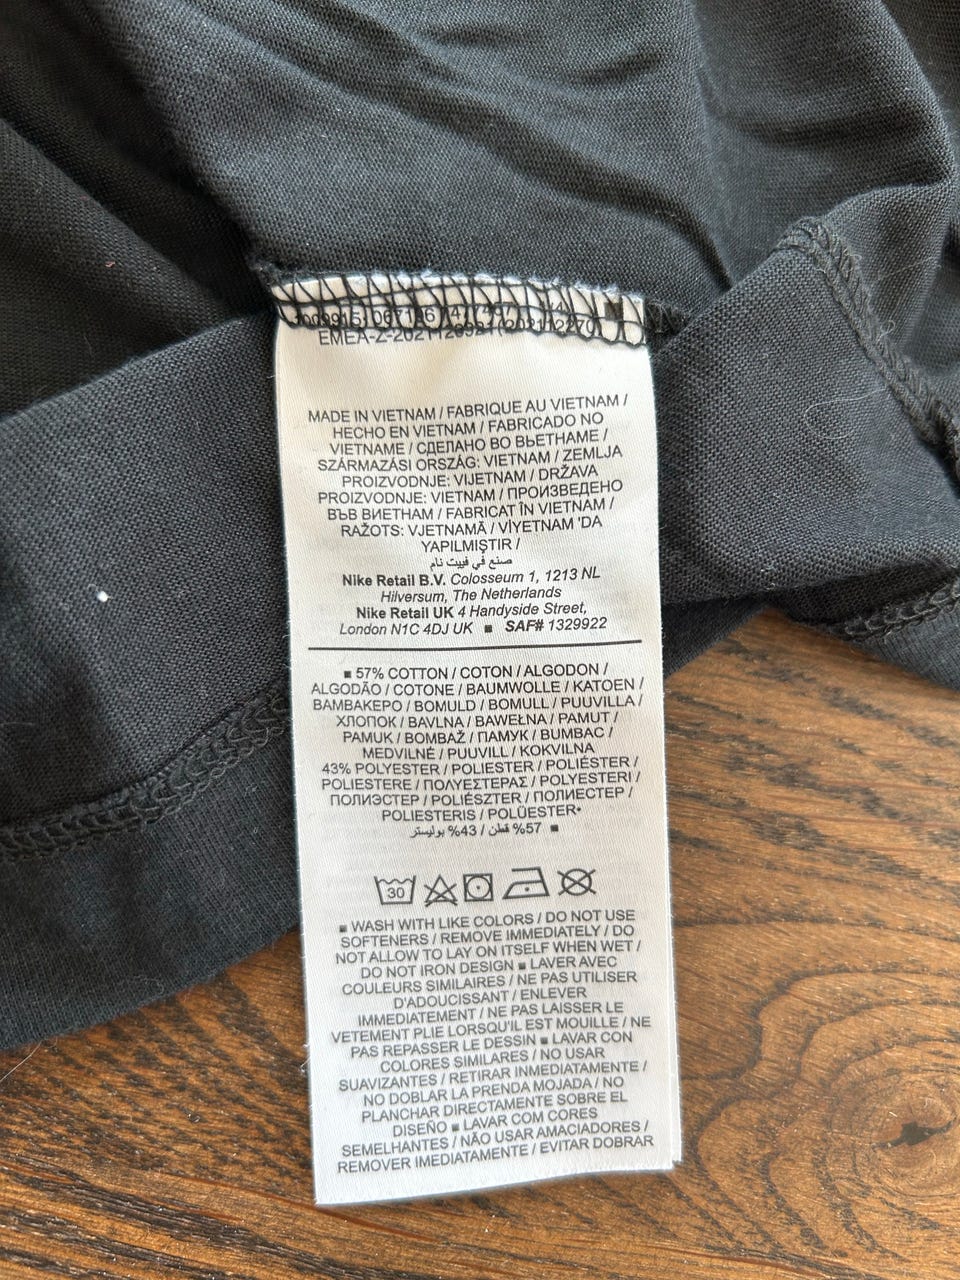 EMEA-Z-2021
MADE IN VIETNAM / FABRIQUE AU VIETNAM /
HECHO EN VIETNAM / FABRICADO NO
VIETNAME / СДЕЛАНО ВО ВЬЕТНАМЕ /
SZÁRMAZÁSI ORSZÁG: VIETNAM / ZEMLJA
PROIZVODNJE: VIJETNAM / DRŽAVA
PROIZVODNJE: VIETNAM / ПРОИЗВЕДЕНО
ВЪВ ВИЕТНАМ / FABRICAT ÎN VIETNAM /
RAŽOTS: VJETNAMĀ / VİYETNAM 'DA
YAPILMIŞTIR /
صنع في فييت نام
Nike Retail B.V. Colosseum 1, 1213 NL
Hilversum, The Netherlands
Nike Retail UK 4 Handyside Street,
London N1C 4DJ UK ■ SAF# 1329922
■ 57% COTTON / COTON / ALGODON /
ALGODÃO / COTONE / BAUMWOLLE / KATOEN /
ΒΑΜΒΑΚΕΡΟ / BOMULD / BOMULL / PUUVILLA /
ХЛОПОК / BAVLNA / BAWEŁNA / PAMUT /
PAMUK / BOMBAŽ / ПАМУК / BUMBAC /
MEDVILNĖ / PUUVILL / KOKVILNA
43% POLYESTER / POLIESTER / POLIÉSTER /
POLIESTERE / ΠΟΛΥΕΣΤΕΡΑΣ / POLYESTERI /
ПОЛИЭСТЕР / POLIÉSZTER / ПОЛИЕСТЕР /
POLIESTERIS / POLÜESTER*
■ 57% قطن / 43% بوليستر
30
■ WASH WITH LIKE COLORS / DO NOT USE
SOFTENERS / REMOVE IMMEDIATELY / DO
NOT ALLOW TO LAY ON ITSELF WHEN WET /
DO NOT IRON DESIGN ■ LAVER AVEC
COULEURS SIMILAIRES / NE PAS UTILISER
D'ADOUCISSANT / ENLEVER
IMMEDIATEMENT / NE PAS LAISSER LE
VETEMENT PLIE LORSQU'IL EST MOUILLE / NE
PAS REPASSER LE DESSIN ■ LAVAR CON
COLORES SIMILARES / NO USAR
SUAVIZANTES / RETIRAR INMEDIATAMENTE /
NO DOBLAR LA PRENDA MOJADA / NO
PLANCHAR DIRECTAMENTE SOBRE EL
DISEÑO ■ LAVAR COM CORES
SEMELHANTES / NÃO USAR AMACIADORES /
REMOVER IMEDIATAMENTE / EVITAR DOBRAR